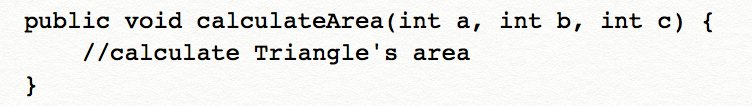 public void calculateArea(int a, int b, int c) {
    //calculate Triangle's area
}